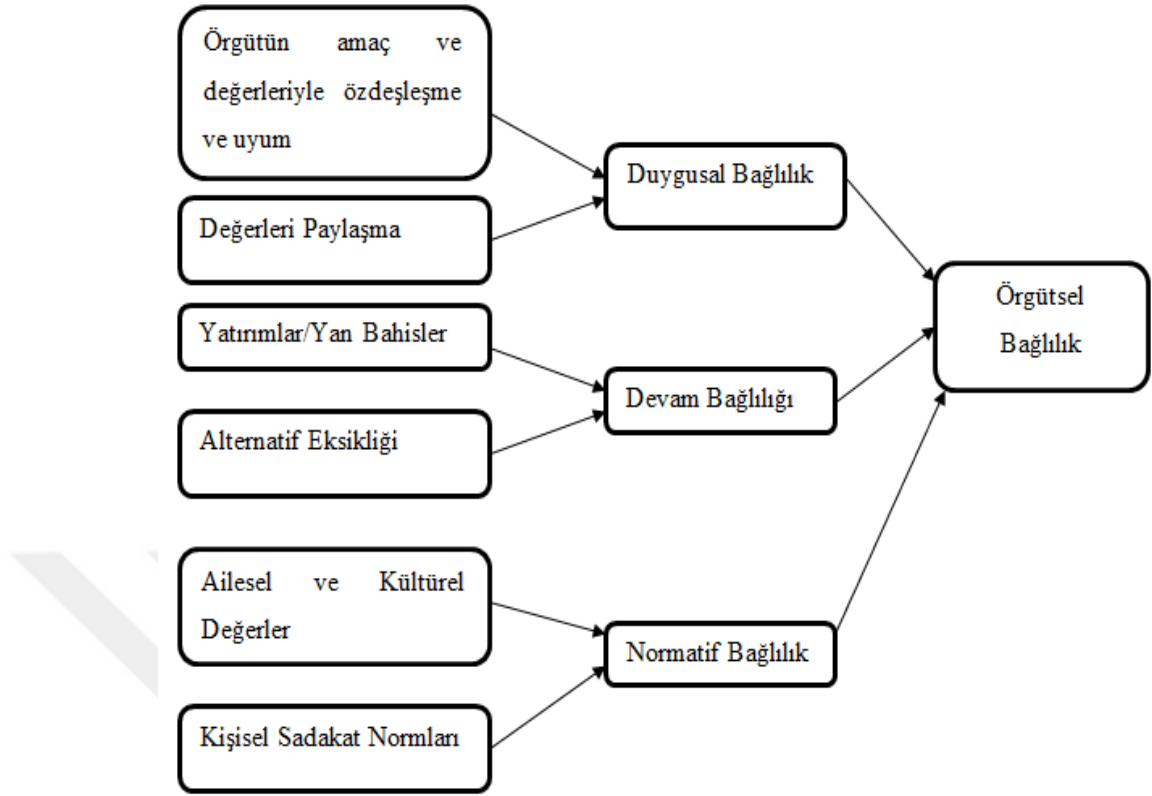 Örgütün amaç ve
değerleriyle özdeşleşme
ve uyum
Değerleri Paylaşma
Yatırımlar/Yan Bahisler
Alternatif Eksikliği
Ailesel ve Kültürel
Değerler
Kişisel Sadakat Normları
Duygusal Bağlılık
Devam Bağlılığı
Normatif Bağlılık
Örgütsel
Bağlılık